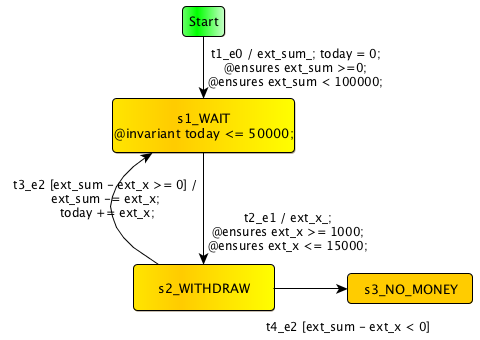 Start
t1_e0 / ext_sum_; today = 0;
@ensures ext_sum >=0;
@ensures ext_sum < 100000;
s1_WAIT
@invariant today <= 50000;
t3_e2 [ext_sum - ext_x >= 0] /
ext_sum -= ext_x;
today += ext_x;
t2_e1 / ext_x_;
@ensures ext_x >= 1000;
@ensures ext_x <= 15000;
s2_WITHDRAW
s3_NO_MONEY
t4_e2 [ext_sum - ext_x < 0]